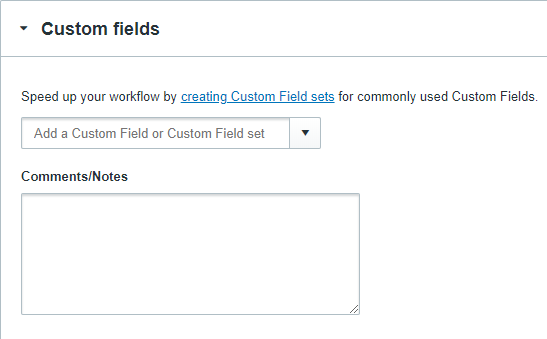 Custom fields
Speed up your workflow by creating Custom Field sets for commonly used Custom Fields.
Add a Custom Field or Custom Field set
Comments/Notes